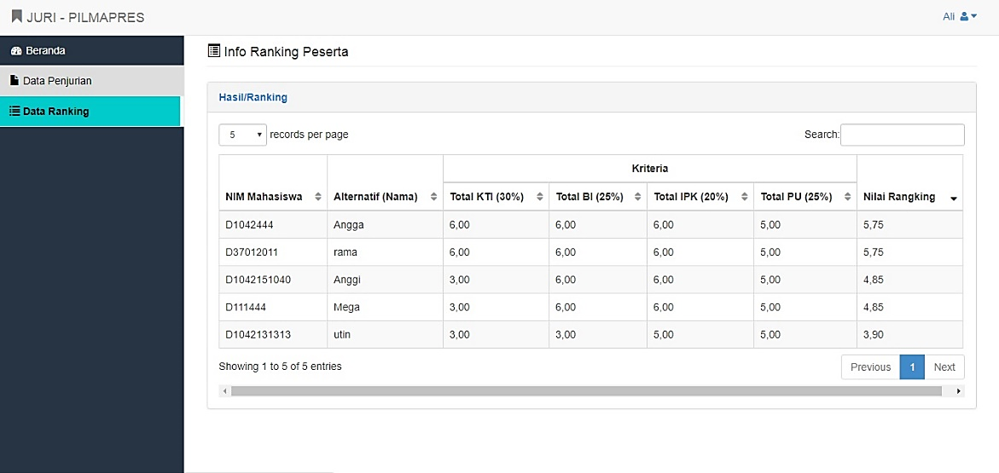 JURI - PILMAPRES
Ali
Beranda
Data Penjurian
Data Ranking
Info Ranking Peserta
Hasil/Ranking
5 records per page
Search:
Kriteria
NIM Mahasiswa Alternatif (Nama) Total KTI (30%) Total BI (25%) Total IPK (20%) Total PU (25%) Nilai Rangking
D1042444 Angga 6,00 6,00 6,00 5,00 5,75
D37012011 rama 6,00 6,00 6,00 5,00 5,75
D1042151040 Anggi 3,00 6,00 6,00 5,00 4,85
D111444 Mega 3,00 6,00 6,00 5,00 4,85
D1042131313 utin 3,00 3,00 5,00 5,00 3,90
Showing 1 to 5 of 5 entries
Previous 1 Next